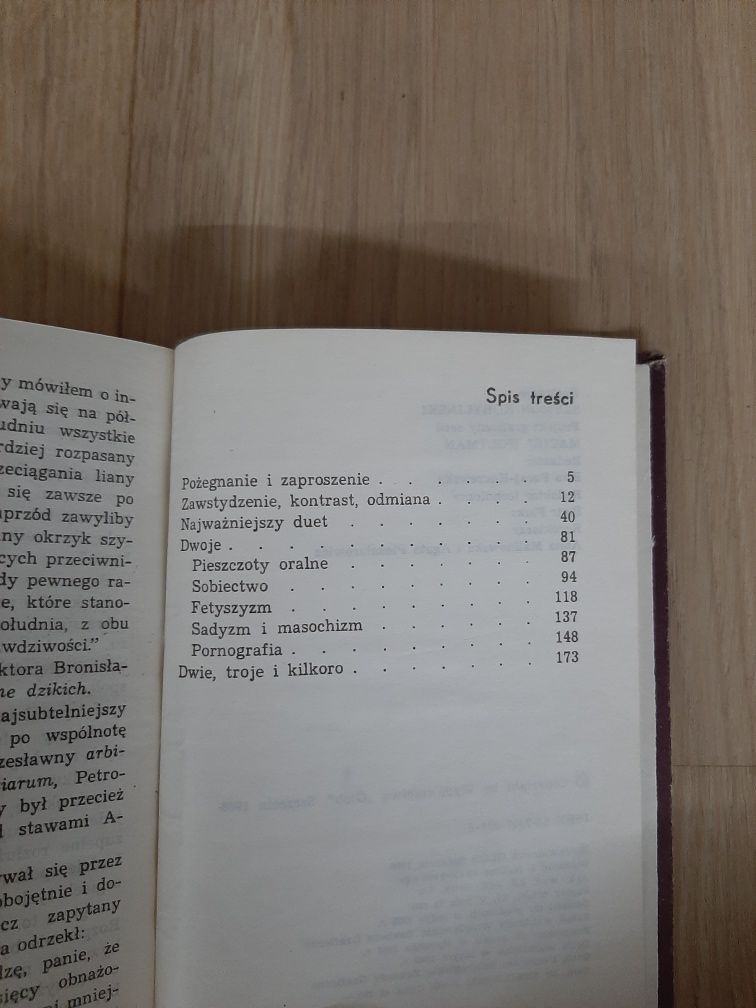 y mówiłem o in-
wają się na pół-
udniu wszystkie
rdziej rozpasany
zeciągania liany
się zawsze po
przód zawyliby
ny okrzyk szy-
cych przeciwni-
dy pewnego ra-
e, które stano-
ołudnia, z obu
wdziwości.”
ktora Bronisła-
ne dzikich.
ajsubtelniejszy
po wspólnotę
zesławny arbi-
iarum, Petro-
y był przecież
stawami A-
wał się przez
obojętnie i do-
cz zapytany
a odrzekł:
dzę, panie, że
sięcy obnażo-
mniej-
Spis treści
Pożegnanie i zaproszenie . . . . . . 5
Zawstydzenie, kontrast, odmiana . . . . . 12
Najważniejszy duet . . . . . . . 40
Dwoje . . . . . . . . . . . 81
Pieszczoty oralne . . . . . . . 87
Sobiectwo . . . . . . . . . 94
Fetyszyzm . . . . . . . . . 118
Sadyzm i masochizm . . . . . . 137
Pornografia . . . . . . . . . 148
Dwie, troje i kilkoro . . . . . . . 173